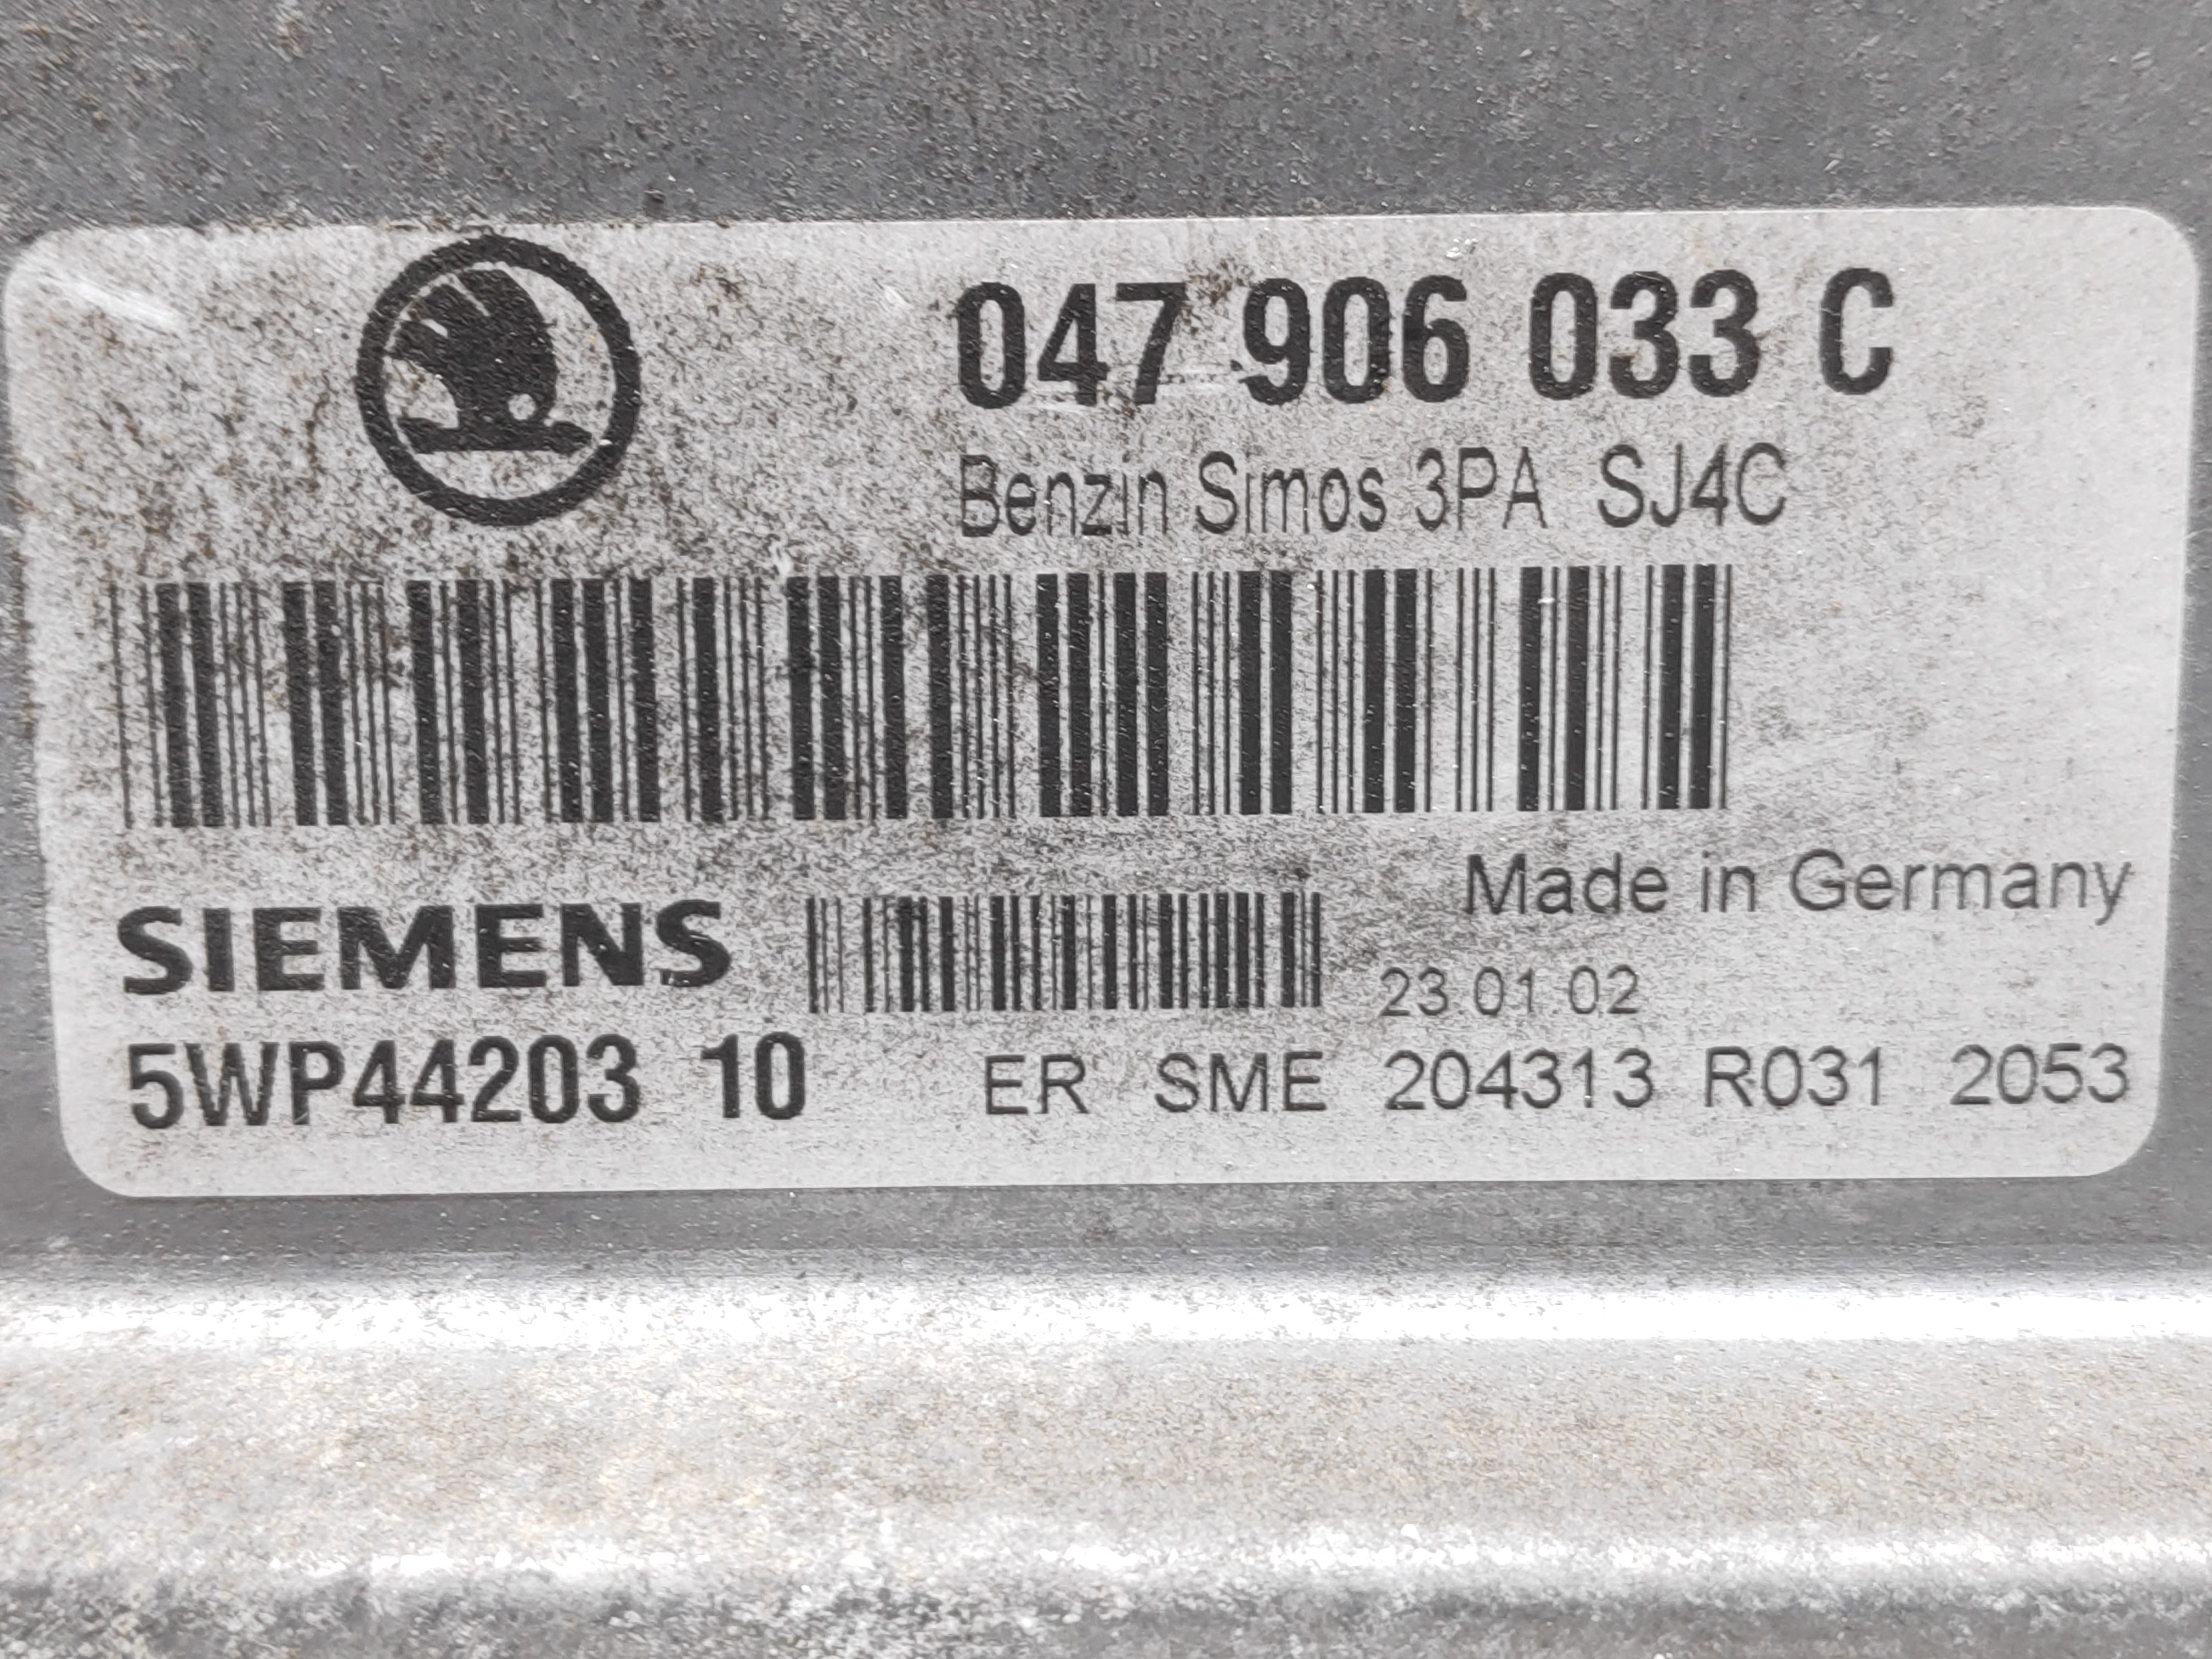 047 906 033 C
Benzin Simos 3PA SJ4C
Made in Germany
SIEMENS
23.01.02
5WP44203 10
ER SME 204313 R031 2053